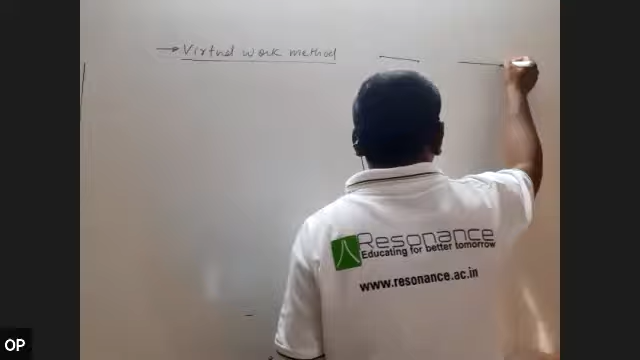 → Virtual work method
Resonance
Educating for better tomorrow
www.resonance.ac.in
OP